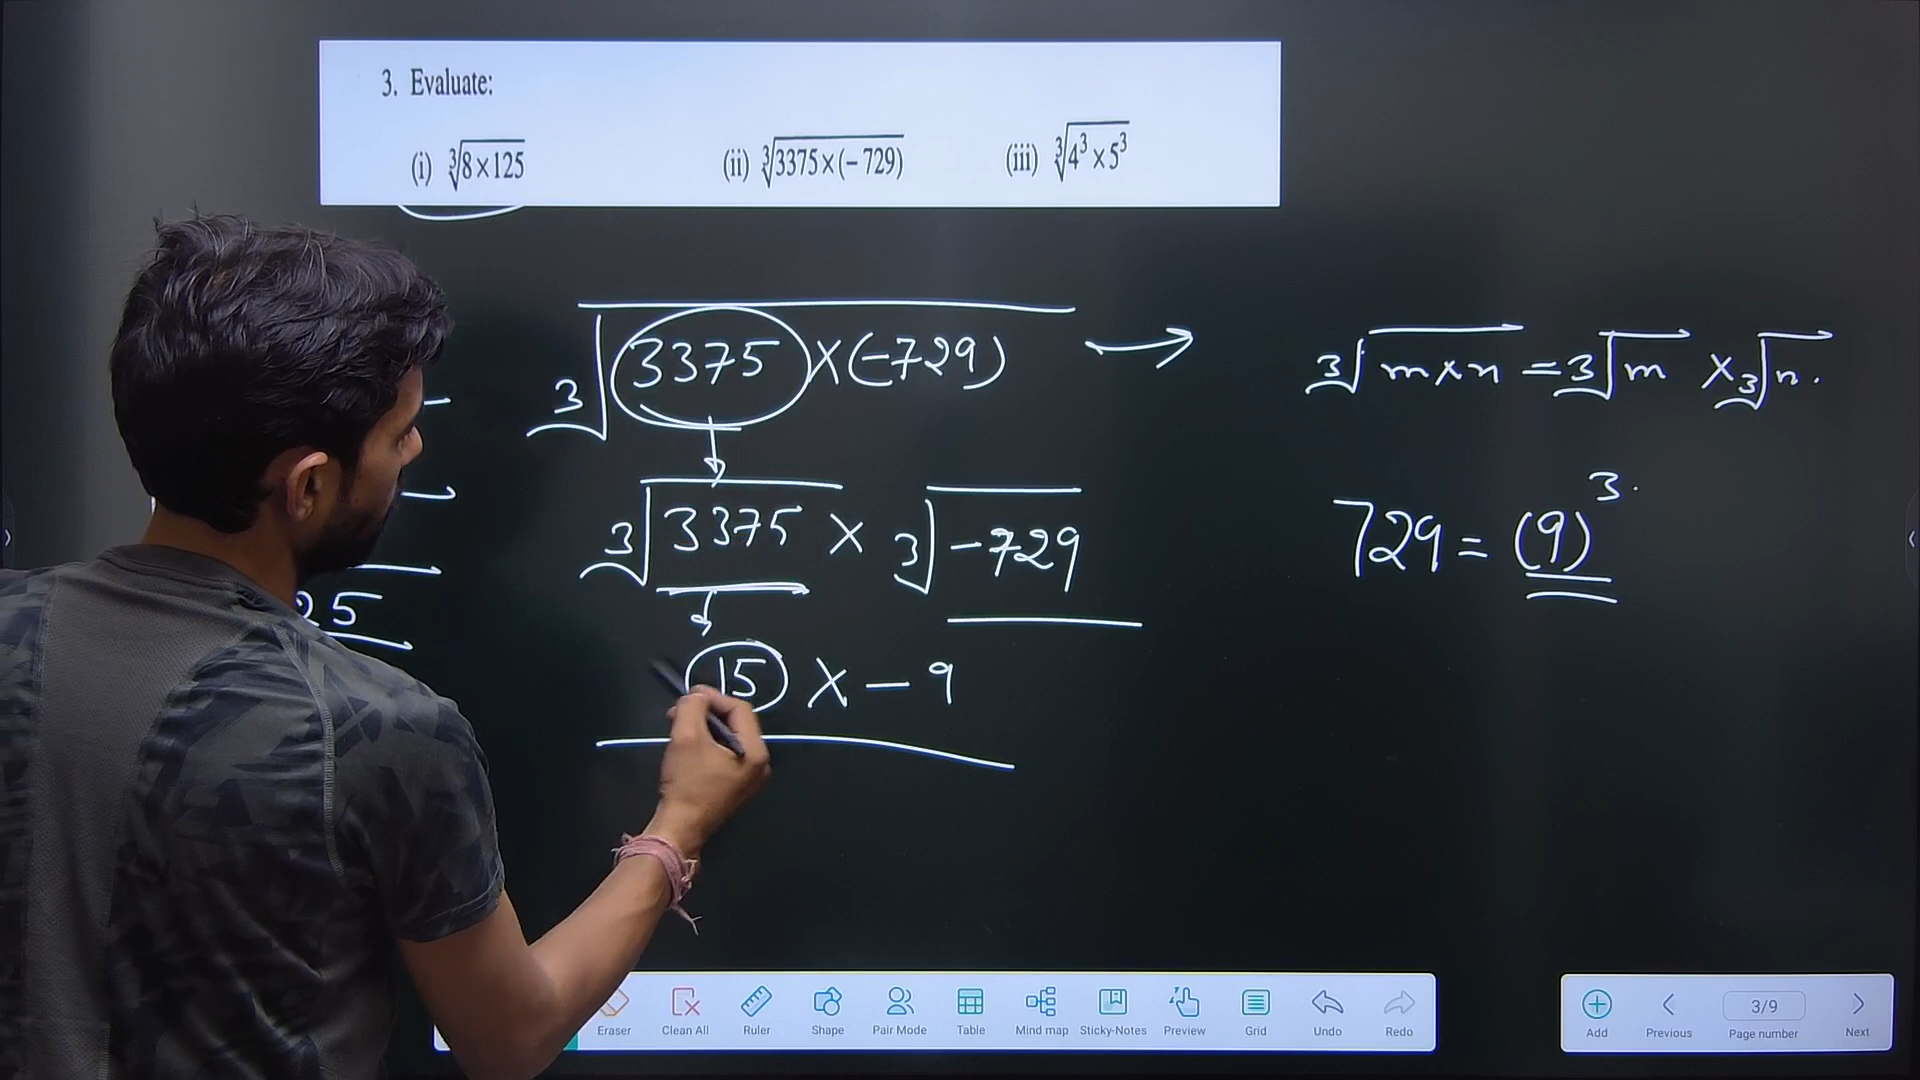 3. Evaluate:
(i) ∛8×125 (ii) ∛3375×(−729) (iii) ∛4³×5³
∛3375×(−729) → ∛m×n = ∛m × ∛n.
∛3375 × ∛−729
729 = (9)³.
25
15 × − 9
Eraser Clean All Ruler Shape Pair Mode Table Mind map Sticky-Notes Preview Grid Undo Redo
Add Previous 3/9 Page number Next